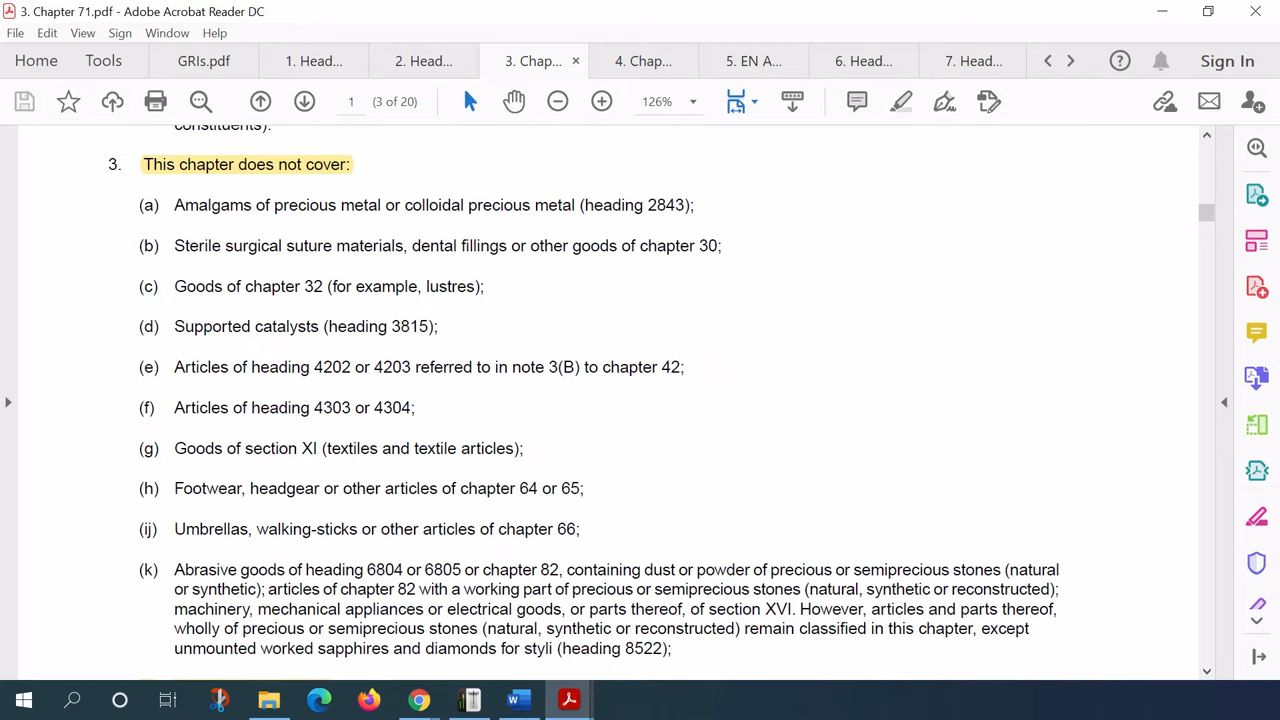 3. Chapter 71.pdf - Adobe Acrobat Reader DC
File Edit View Sign Window Help
Home Tools GRIs.pdf 1. Head... 2. Head... 3. Chap... × 4. Chap... 5. EN A... 6. Head... 7. Head... Sign In
1 (3 of 20) 126%
constituents).
3. This chapter does not cover:
(a) Amalgams of precious metal or colloidal precious metal (heading 2843);
(b) Sterile surgical suture materials, dental fillings or other goods of chapter 30;
(c) Goods of chapter 32 (for example, lustres);
(d) Supported catalysts (heading 3815);
(e) Articles of heading 4202 or 4203 referred to in note 3(B) to chapter 42;
(f) Articles of heading 4303 or 4304;
(g) Goods of section XI (textiles and textile articles);
(h) Footwear, headgear or other articles of chapter 64 or 65;
(ij) Umbrellas, walking-sticks or other articles of chapter 66;
(k) Abrasive goods of heading 6804 or 6805 or chapter 82, containing dust or powder of precious or semiprecious stones (natural
or synthetic); articles of chapter 82 with a working part of precious or semiprecious stones (natural, synthetic or reconstructed);
machinery, mechanical appliances or electrical goods, or parts thereof, of section XVI. However, articles and parts thereof,
wholly of precious or semiprecious stones (natural, synthetic or reconstructed) remain classified in this chapter, except
unmounted worked sapphires and diamonds for styli (heading 8522);